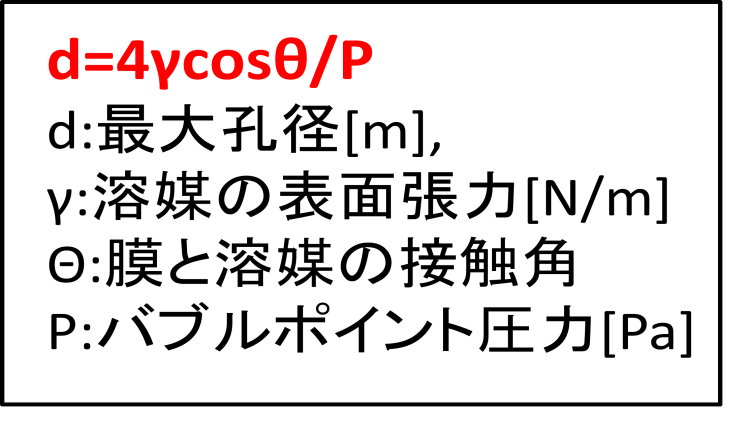 d=4γcosθ/P
d:最大孔径[m],
γ:溶媒の表面張力[N/m]
Θ:膜と溶媒の接触角
P:バブルポイント圧力[Pa]